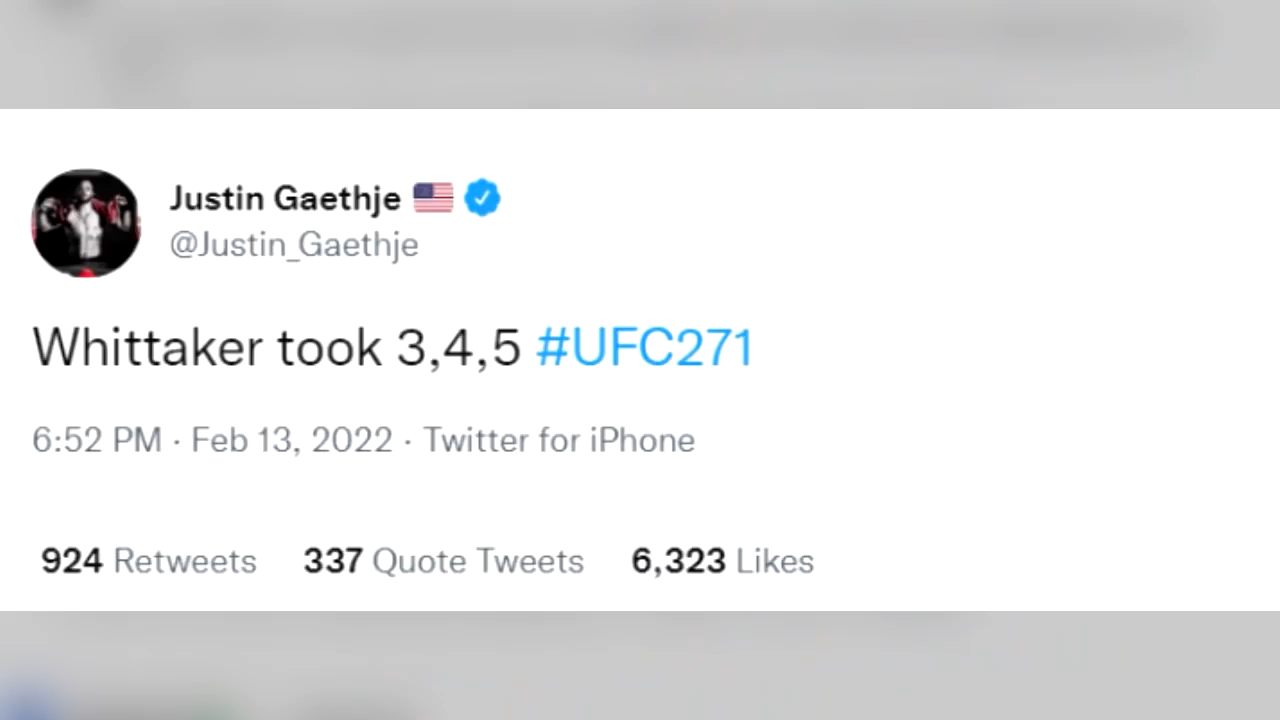 Justin Gaethje 🇺🇸
@Justin_Gaethje
Whittaker took 3,4,5 #UFC271
6:52 PM · Feb 13, 2022 · Twitter for iPhone
924 Retweets 337 Quote Tweets 6,323 Likes